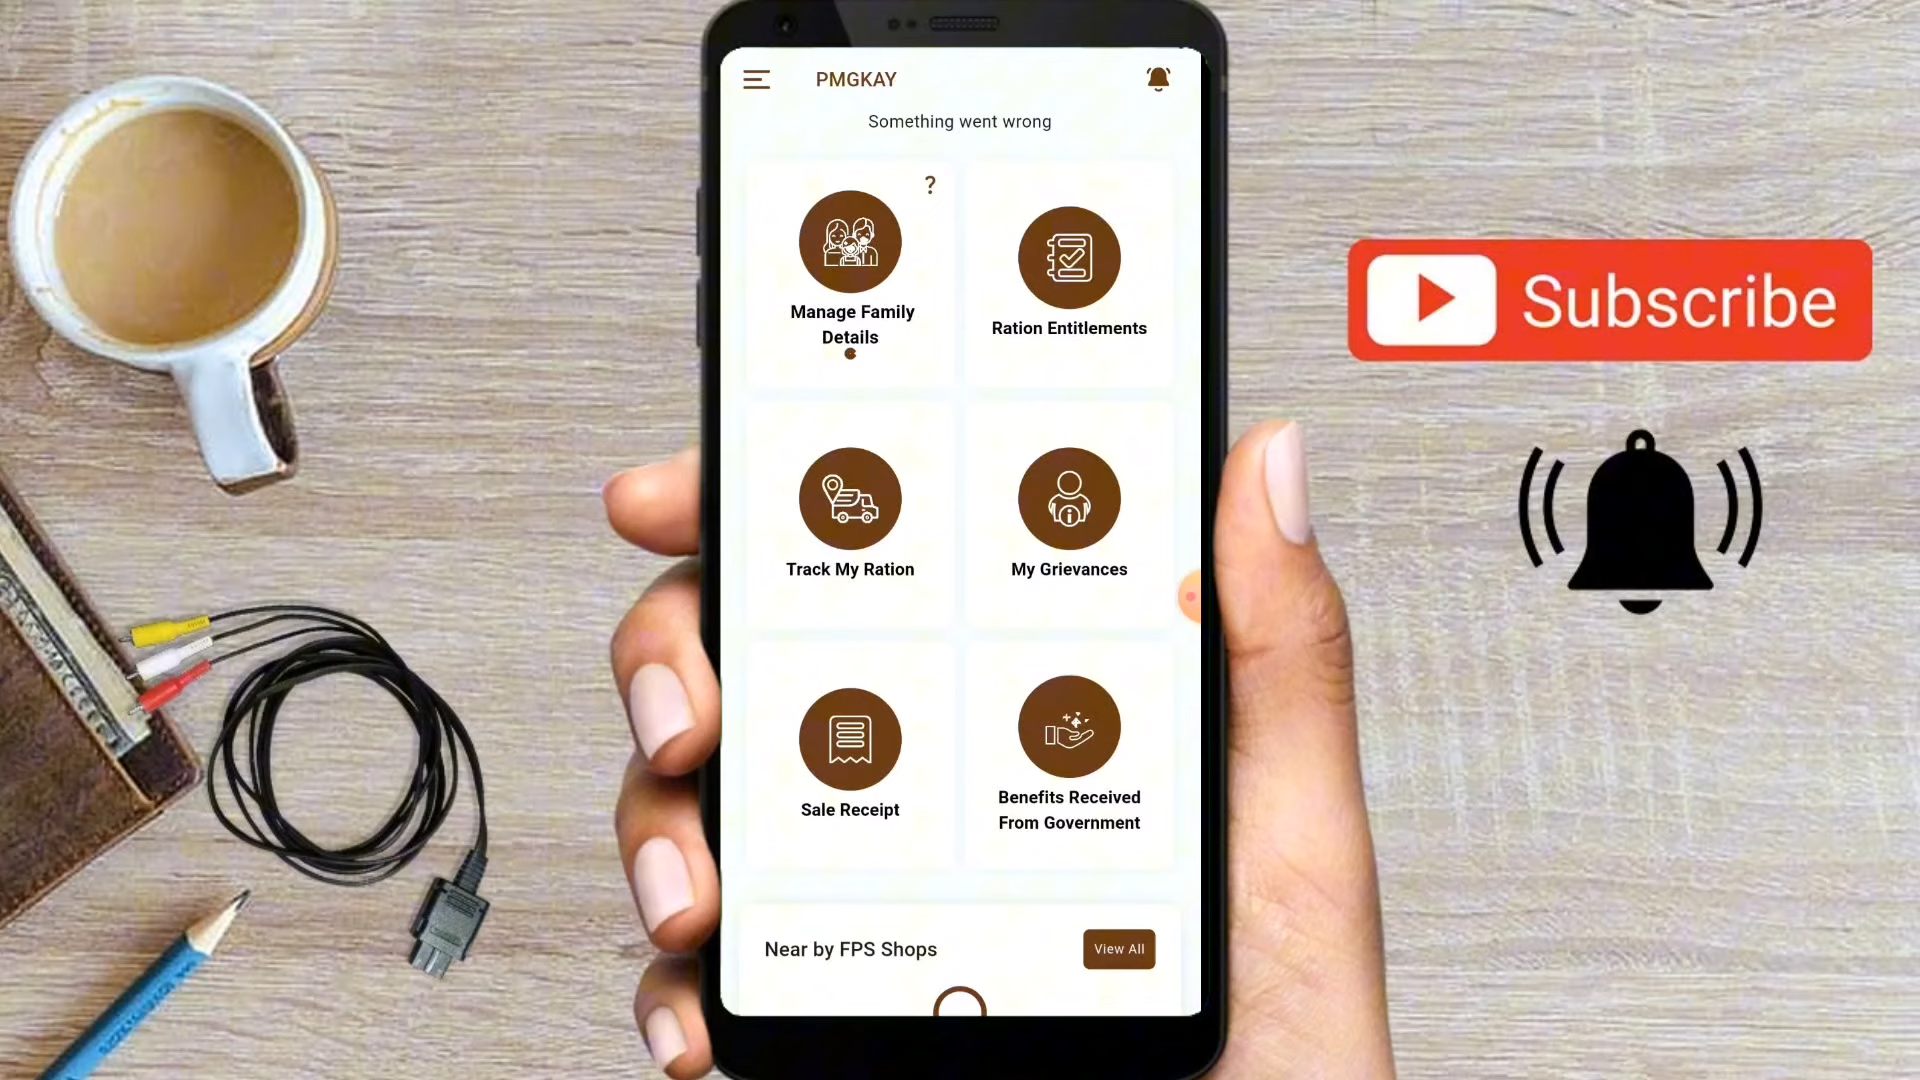 PMGKAY
Something went wrong
?
Manage Family
Details
Ration Entitlements
Track My Ration
My Grievances
Sale Receipt
Benefits Received
From Government
Near by FPS Shops
View All
Subscribe